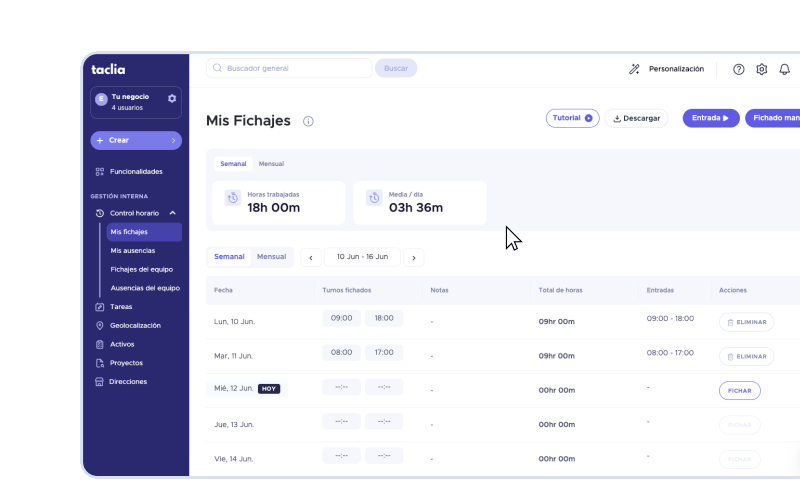 taclia
Buscador general
Buscar
Personalización
E
Tu negocio
4 usuarios
+ Crear
Funcionalidades
GESTIÓN INTERNA
Control horario
Mis fichajes
Mis ausencias
Fichajes del equipo
Ausencias del equipo
Tareas
Geolocalización
Activos
Proyectos
Direcciones
Mis Fichajes
Tutorial
Descargar
Entrada
Fichado man
Semanal Mensual
Horas trabajadas
18h 00m
Media / día
03h 36m
Semanal Mensual
10 Jun - 16 Jun
Fecha Turnos fichados Notas Total de horas Entradas Acciones
Lun, 10 Jun. 09:00 18:00 - 09hr 00m 09:00 - 18:00 ELIMINAR
Mar, 11 Jun. 08:00 17:00 - 09hr 00m 08:00 - 17:00 ELIMINAR
Mié, 12 Jun. HOY --:-- --:-- - 00hr 00m - FICHAR
Jue, 13 Jun. --:-- --:-- - 00hr 00m - FICHAR
Vie, 14 Jun. --:-- --:-- - 00hr 00m - FICHAR